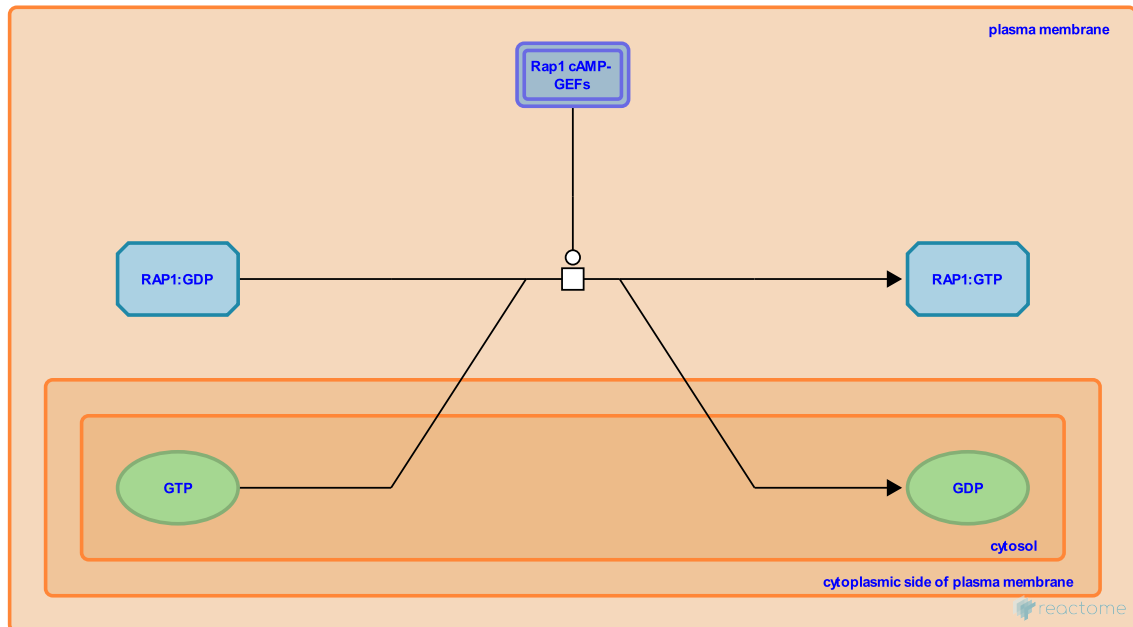 plasma membrane
Rap1 cAMP-
GEFs
RAP1:GDP
RAP1:GTP
GTP
GDP
cytosol
cytoplasmic side of plasma membrane
reactome